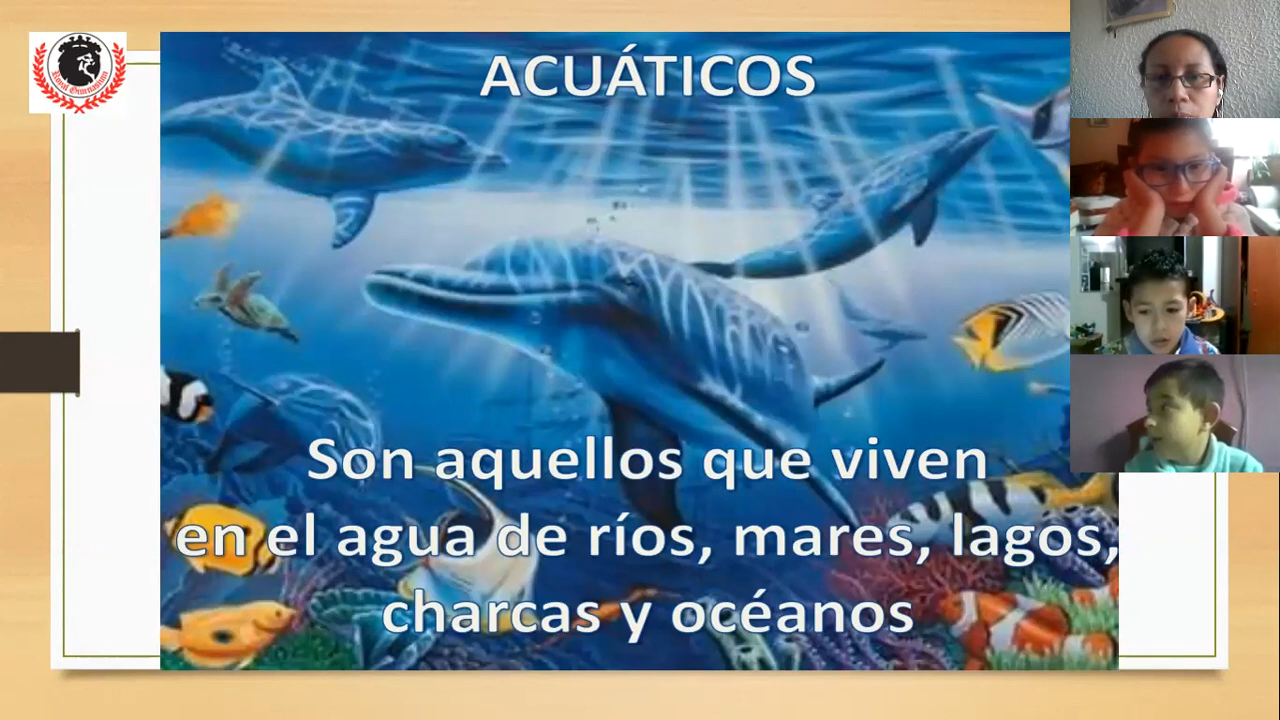 ACUÁTICOS
Son aquellos que viven
en el agua de ríos, mares, lagos,
charcas y océanos